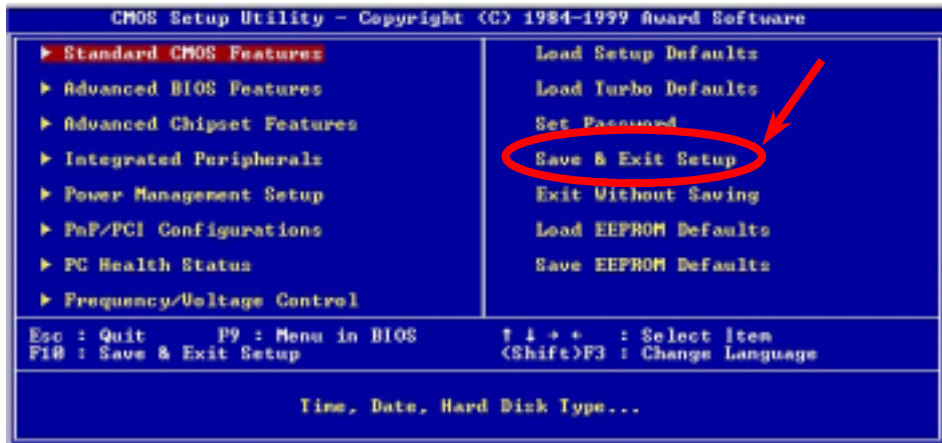 CMOS Setup Utility - Copyright (C) 1984-1999 Award Software
▶ Standard CMOS Features
▶ Advanced BIOS Features
▶ Advanced Chipset Features
▶ Integrated Peripherals
▶ Power Management Setup
▶ PnP/PCI Configurations
▶ PC Health Status
▶ Frequency/Voltage Control
Load Setup Defaults
Load Turbo Defaults
Set Password
Save & Exit Setup
Exit Without Saving
Load EEPROM Defaults
Save EEPROM Defaults
Esc : Quit F9 : Menu in BIOS ↑ ↓ → ← : Select Item
F10 : Save & Exit Setup (Shift)F3 : Change Language
Time, Date, Hard Disk Type...